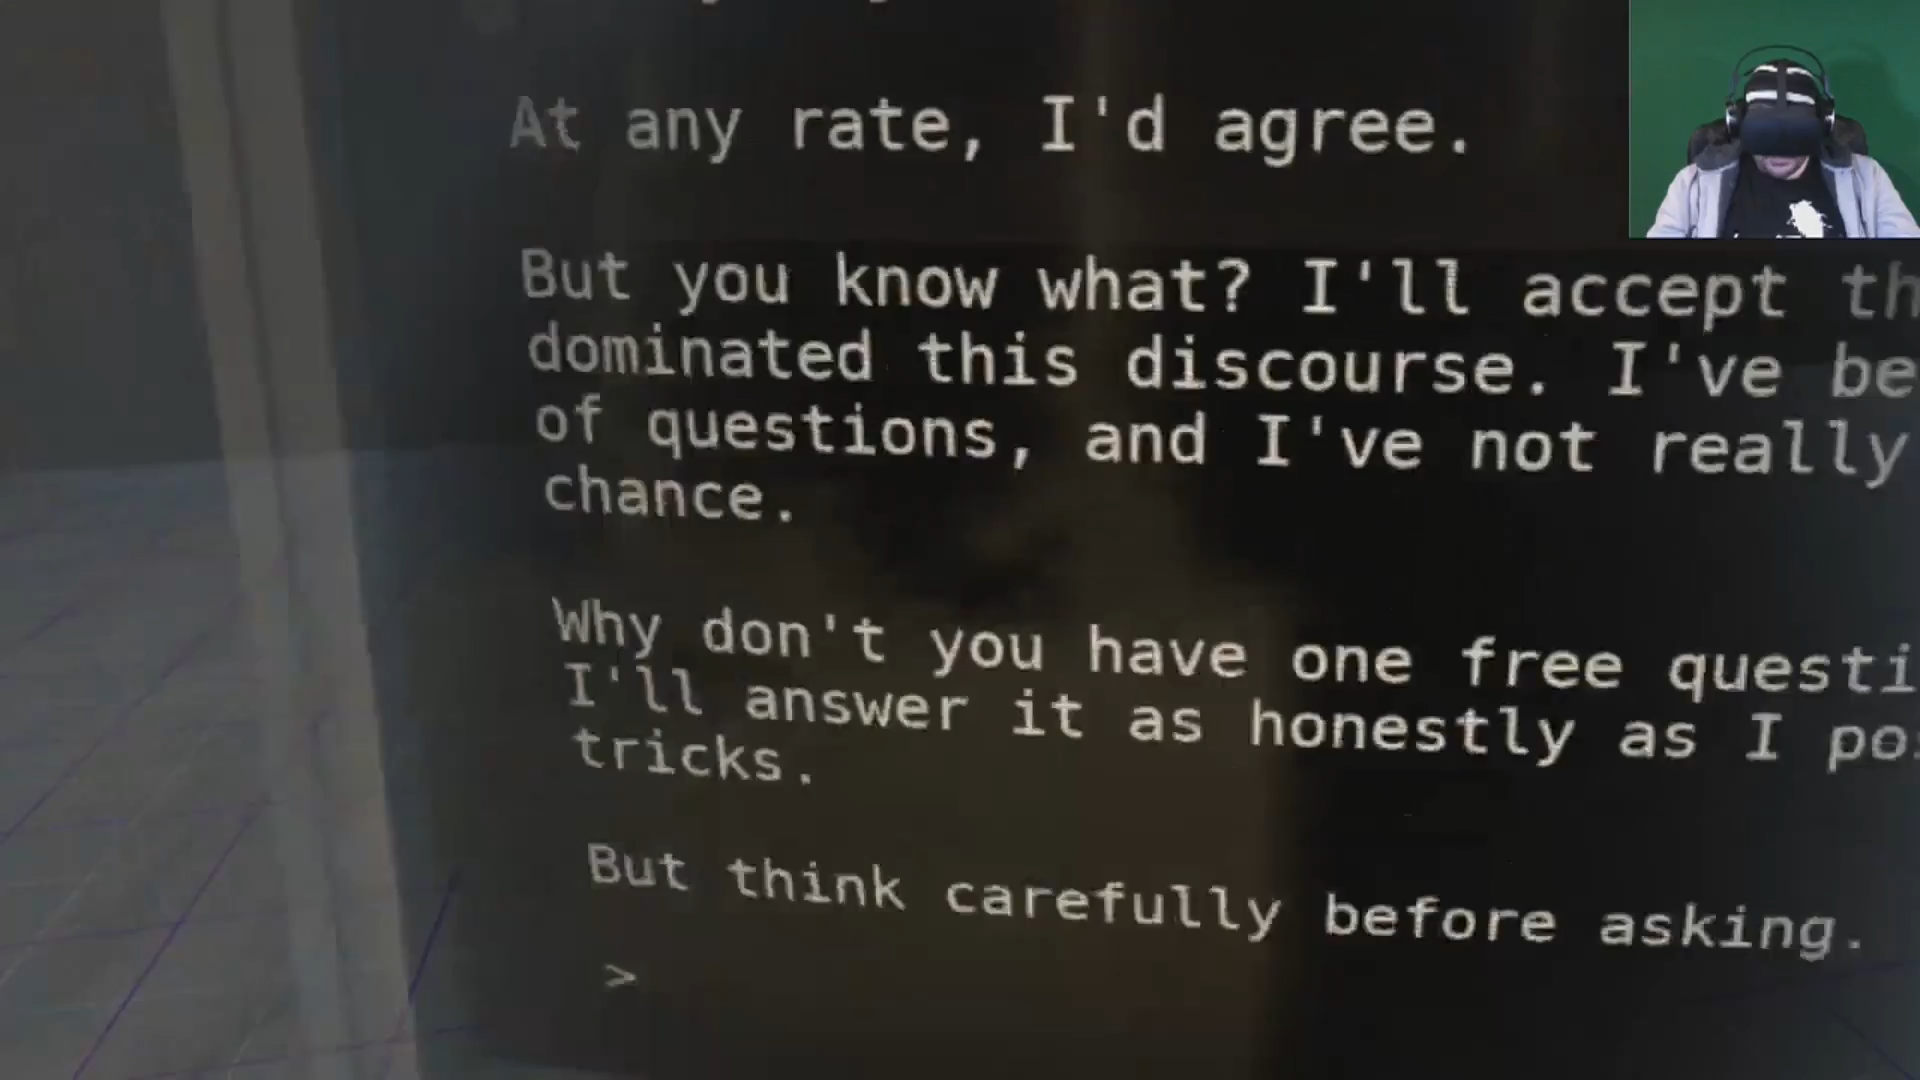 At any rate, I'd agree.
But you know what? I'll accept
dominated this discourse. I've
of questions, and I've not really
chance.
Why don't you have one free
I'll answer it as honestly as I
tricks.
But think carefully before asking.
>